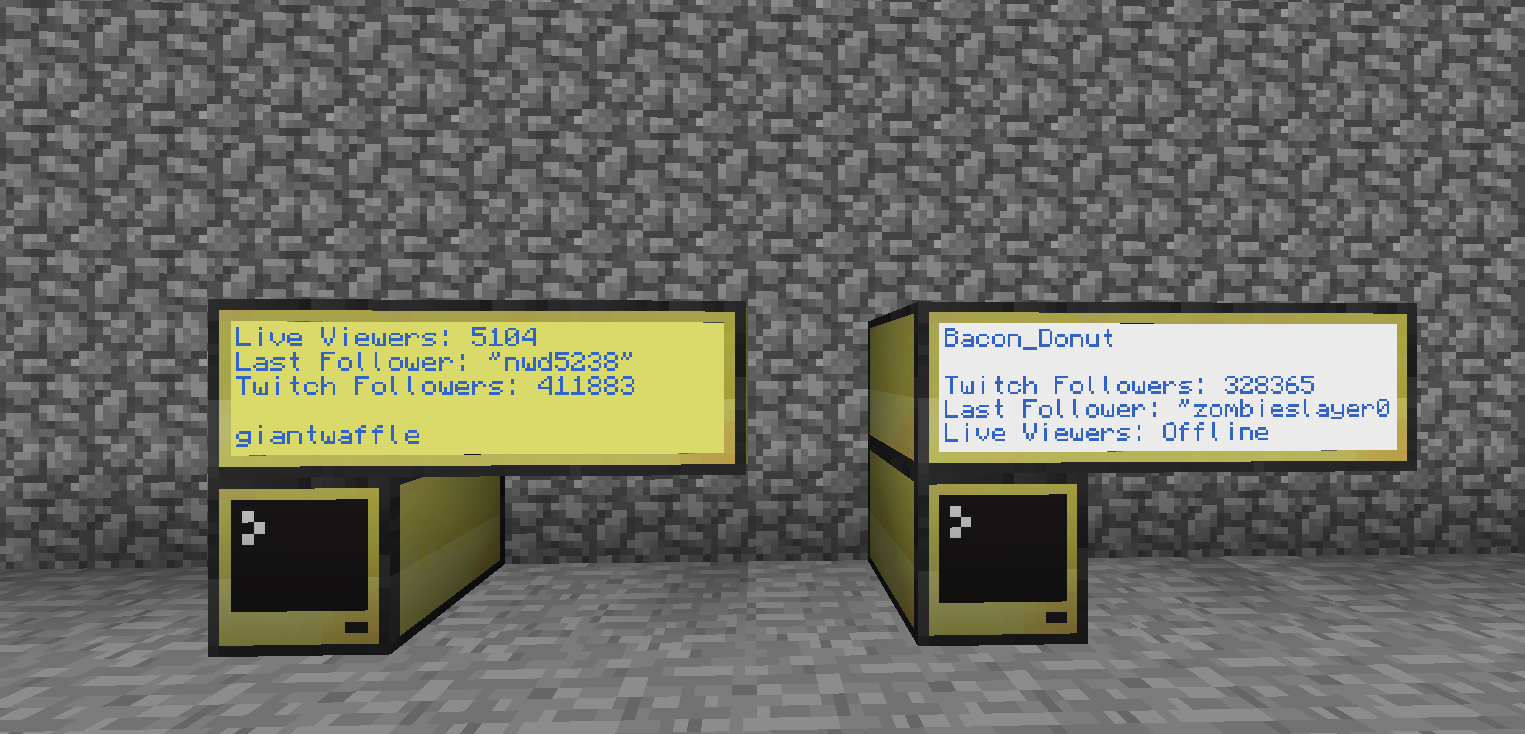 Live Viewers: 5104
Last Follower: "nwd5238"
Twitch Followers: 411883
giantwaffle
>
Bacon_Donut
Twitch Followers: 328365
Last Follower: "zombieslayer0
Live Viewers: Offline
>